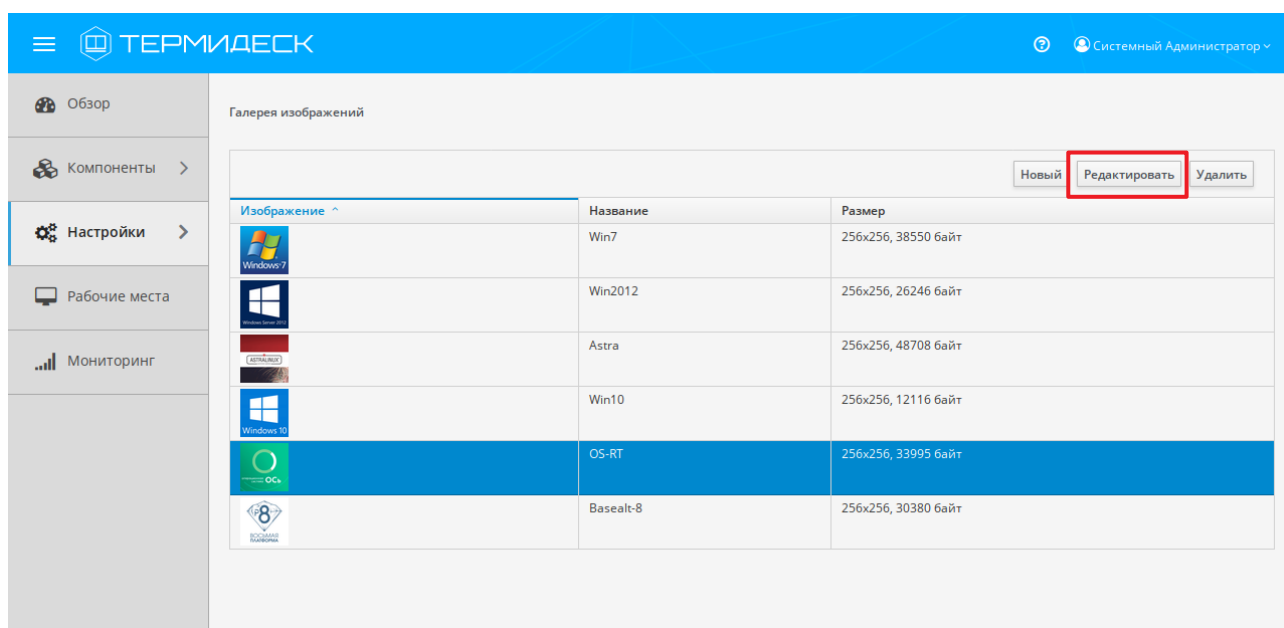 ТЕРМИДЕСК
Системный Администратор
Обзор
Галерея изображений
Компоненты
Новый Редактировать Удалить
Изображение Название Размер
Настройки
Windows 7
Win7 256x256, 38550 байт
Рабочие места
Windows Server 2012
Win2012 256x256, 26246 байт
Мониторинг
ASTRALINUX
Astra 256x256, 48708 байт
Windows 10
Win10 256x256, 12116 байт
ОСь
OS-RT 256x256, 33995 байт
8
ВОСЬМАЯ
ПЛАТФОРМА
Basealt-8 256x256, 30380 байт